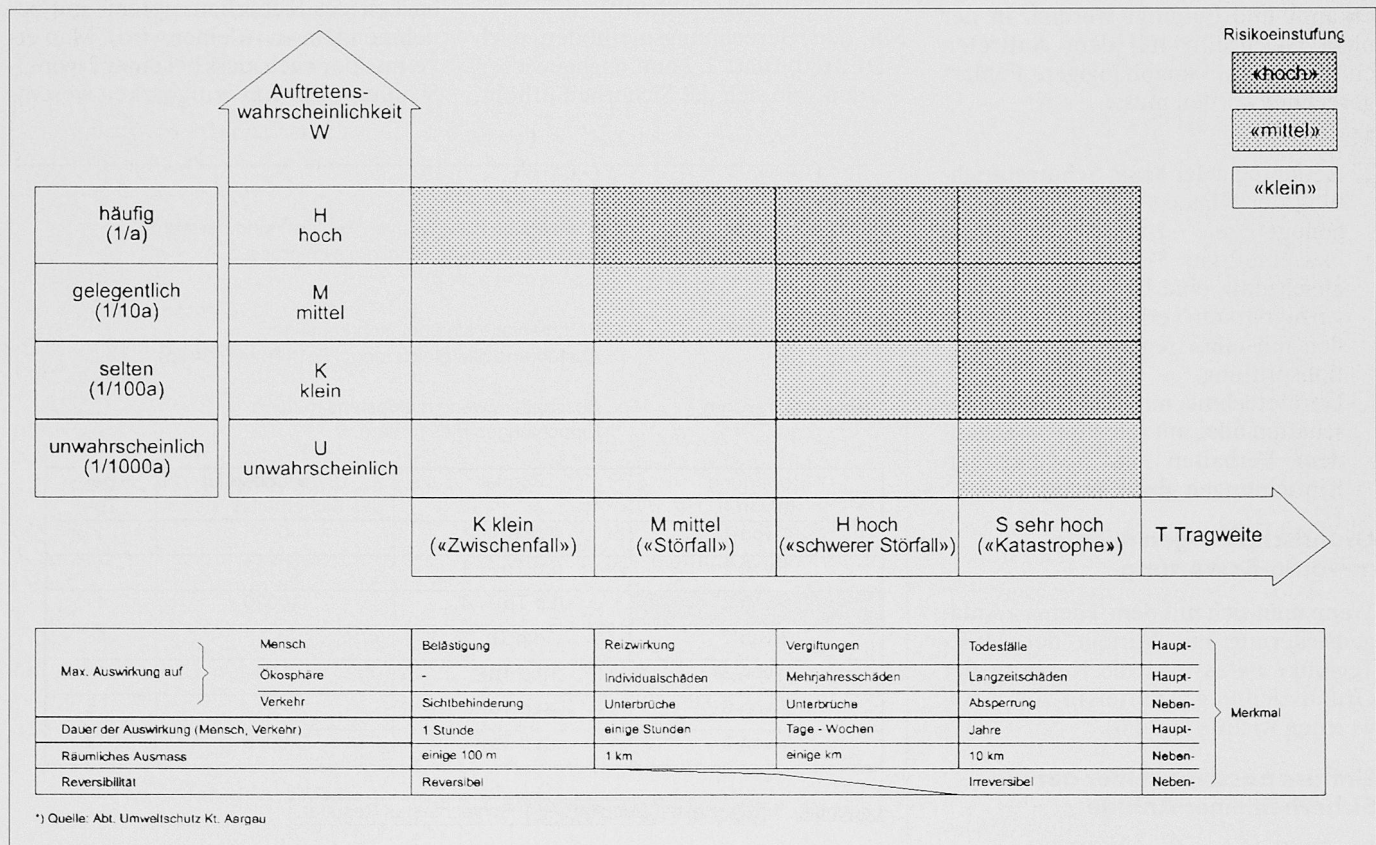 Risikoeinstufung
«hoch»
«mittel»
«klein»
Auftretens-
wahrscheinlichkeit
W
häufig
(1/a)
H
hoch
gelegentlich
(1/10a)
M
mittel
selten
(1/100a)
K
klein
unwahrscheinlich
(1/1000a)
U
unwahrscheinlich
K klein
(«Zwischenfall»)
M mittel
(«Störfall»)
H hoch
(«schwerer Störfall»)
S sehr hoch
(«Katastrophe»)
T Tragweite
Max. Auswirkung auf
Mensch Belästigung Reizwirkung Vergiftungen Todesfälle Haupt-
Ökosphäre - Individualschäden Mehrjahresschäden Langzeitschäden Haupt-
Verkehr Sichtbehinderung Unterbrüche Unterbrüche Absperrung Neben-
Merkmal
Dauer der Auswirkung (Mensch, Verkehr) 1 Stunde einige Stunden Tage - Wochen Jahre Haupt-
Räumliches Ausmass einige 100 m 1 km einige km 10 km Neben-
Reversibilität Reversibel Irreversibel Neben-
*) Quelle: Abt. Umweltschutz Kt. Aargau